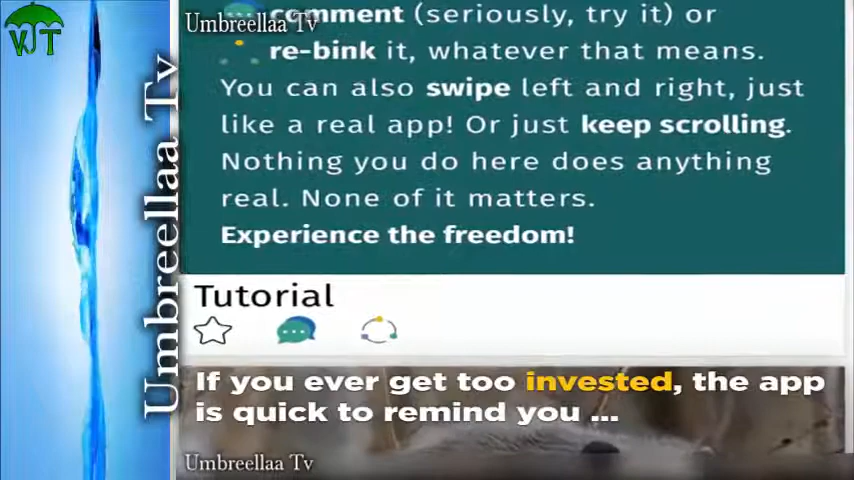 VJT
Umbreellaa Tv
Umbreellaa Tv
comment (seriously, try it) or
re-bink it, whatever that means.
You can also swipe left and right, just
like a real app! Or just keep scrolling.
Nothing you do here does anything
real. None of it matters.
Experience the freedom!
Tutorial
If you ever get too invested, the app
is quick to remind you ...
Umbreellaa Tv